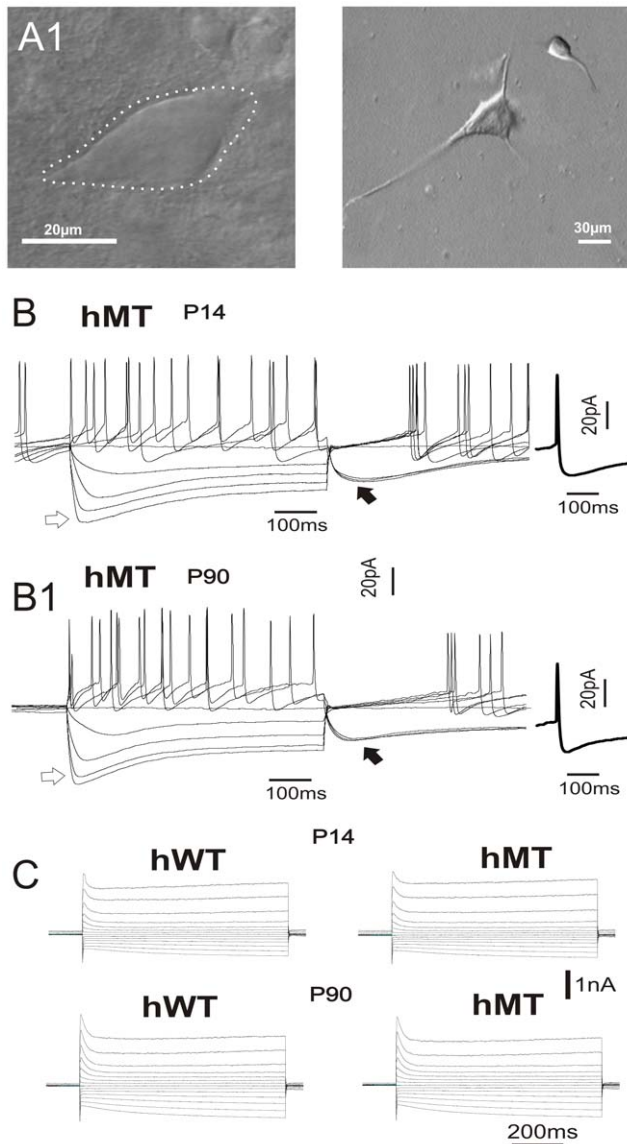 A1
20µm
30µm
B hMT P14
20pA
100ms
100ms
B1 hMT P90
20pA
20pA
100ms
100ms
C
P14
hWT
hMT
1nA
P90
hWT
hMT
200ms